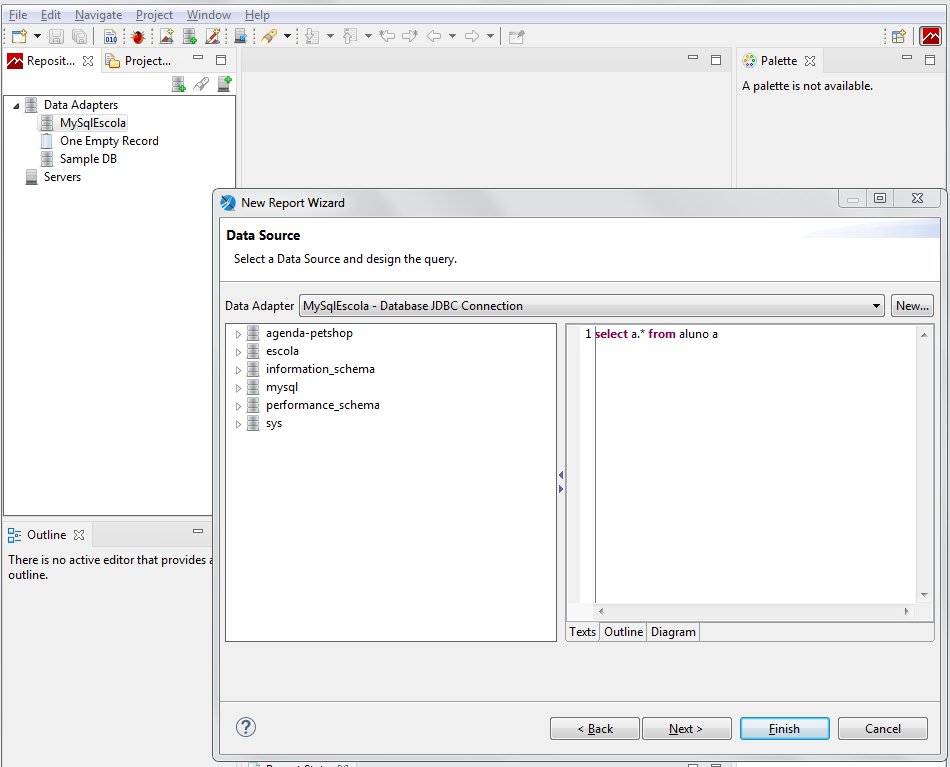 File Edit Navigate Project Window Help
010
Reposit... Project...
Palette
A palette is not available.
Data Adapters
MySqlEscola
One Empty Record
Sample DB
Servers
New Report Wizard
Data Source
Select a Data Source and design the query.
Data Adapter MySqlEscola - Database JDBC Connection New...
agenda-petshop
escola
information_schema
mysql
performance_schema
sys
1 select a.* from aluno a
Texts Outline Diagram
Outline
There is no active editor that provides a
outline.
? < Back Next > Finish Cancel